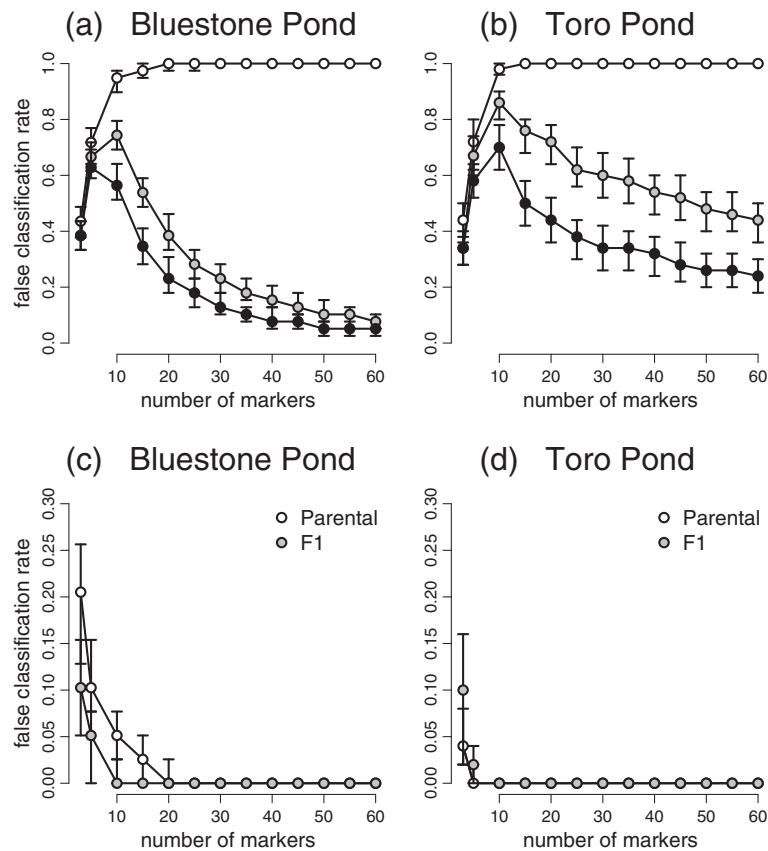 (a) Bluestone Pond
(b) Toro Pond
false classification rate
0.0 0.2 0.4 0.6 0.8 1.0
10 20 30 40 50 60
number of markers
0.0 0.2 0.4 0.6 0.8 1.0
10 20 30 40 50 60
number of markers
(c) Bluestone Pond
(d) Toro Pond
false classification rate
0.00 0.05 0.10 0.15 0.20 0.25 0.30
Parental
F1
10 20 30 40 50 60
number of markers
0.00 0.05 0.10 0.15 0.20 0.25 0.30
Parental
F1
10 20 30 40 50 60
number of markers